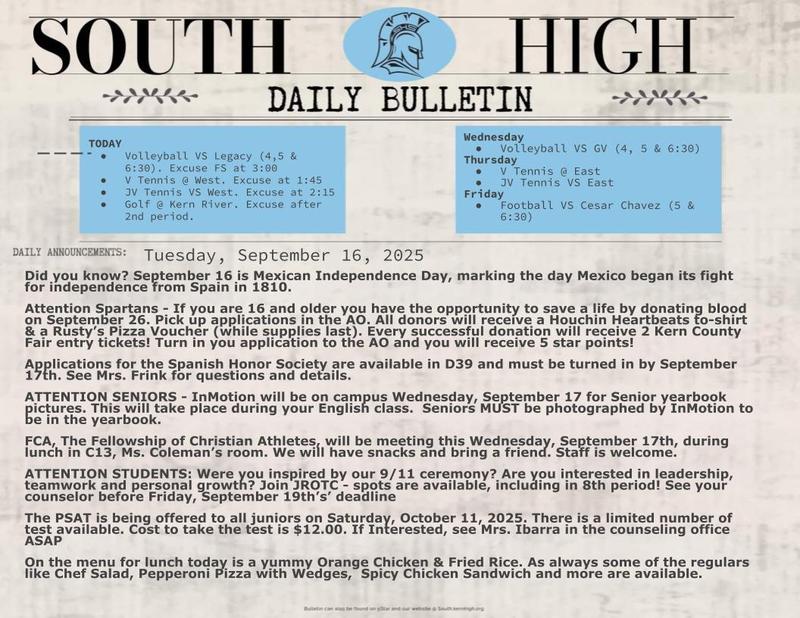 SOUTH HIGH
DAILY BULLETIN
TODAY
● Volleyball VS Legacy (4,5 &
6:30). Excuse FS at 3:00
● V Tennis @ West. Excuse at 1:45
● JV Tennis VS West. Excuse at 2:15
● Golf @ Kern River. Excuse after
2nd period.
Wednesday
● Volleyball VS GV (4, 5 & 6:30)
Thursday
● V Tennis @ East
● JV Tennis VS East
Friday
● Football VS Cesar Chavez (5 &
6:30)
DAILY ANNOUNCEMENTS: Tuesday, September 16, 2025
Did you know? September 16 is Mexican Independence Day, marking the day Mexico began its fight
for independence from Spain in 1810.
Attention Spartans - If you are 16 and older you have the opportunity to save a life by donating blood
on September 26. Pick up applications in the AO. All donors will receive a Houchin Heartbeats to-shirt
& a Rusty's Pizza Voucher (while supplies last). Every successful donation will receive 2 Kern County
Fair entry tickets! Turn in you application to the AO and you will receive 5 star points!
Applications for the Spanish Honor Society are available in D39 and must be turned in by September
17th. See Mrs. Frink for questions and details.
ATTENTION SENIORS - InMotion will be on campus Wednesday, September 17 for Senior yearbook
pictures. This will take place during your English class. Seniors MUST be photographed by InMotion to
be in the yearbook.
FCA, The Fellowship of Christian Athletes, will be meeting this Wednesday, September 17th, during
lunch in C13, Ms. Coleman's room. We will have snacks and bring a friend. Staff is welcome.
ATTENTION STUDENTS: Were you inspired by our 9/11 ceremony? Are you interested in leadership,
teamwork and personal growth? Join JROTC - spots are available, including in 8th period! See your
counselor before Friday, September 19th's' deadline
The PSAT is being offered to all juniors on Saturday, October 11, 2025. There is a limited number of
test available. Cost to take the test is $12.00. If Interested, see Mrs. Ibarra in the counseling office
ASAP
On the menu for lunch today is a yummy Orange Chicken & Fried Rice. As always some of the regulars
like Chef Salad, Pepperoni Pizza with Wedges, Spicy Chicken Sandwich and more are available.
Bulletin can also be found on yStar and our website @ South.kernhigh.org